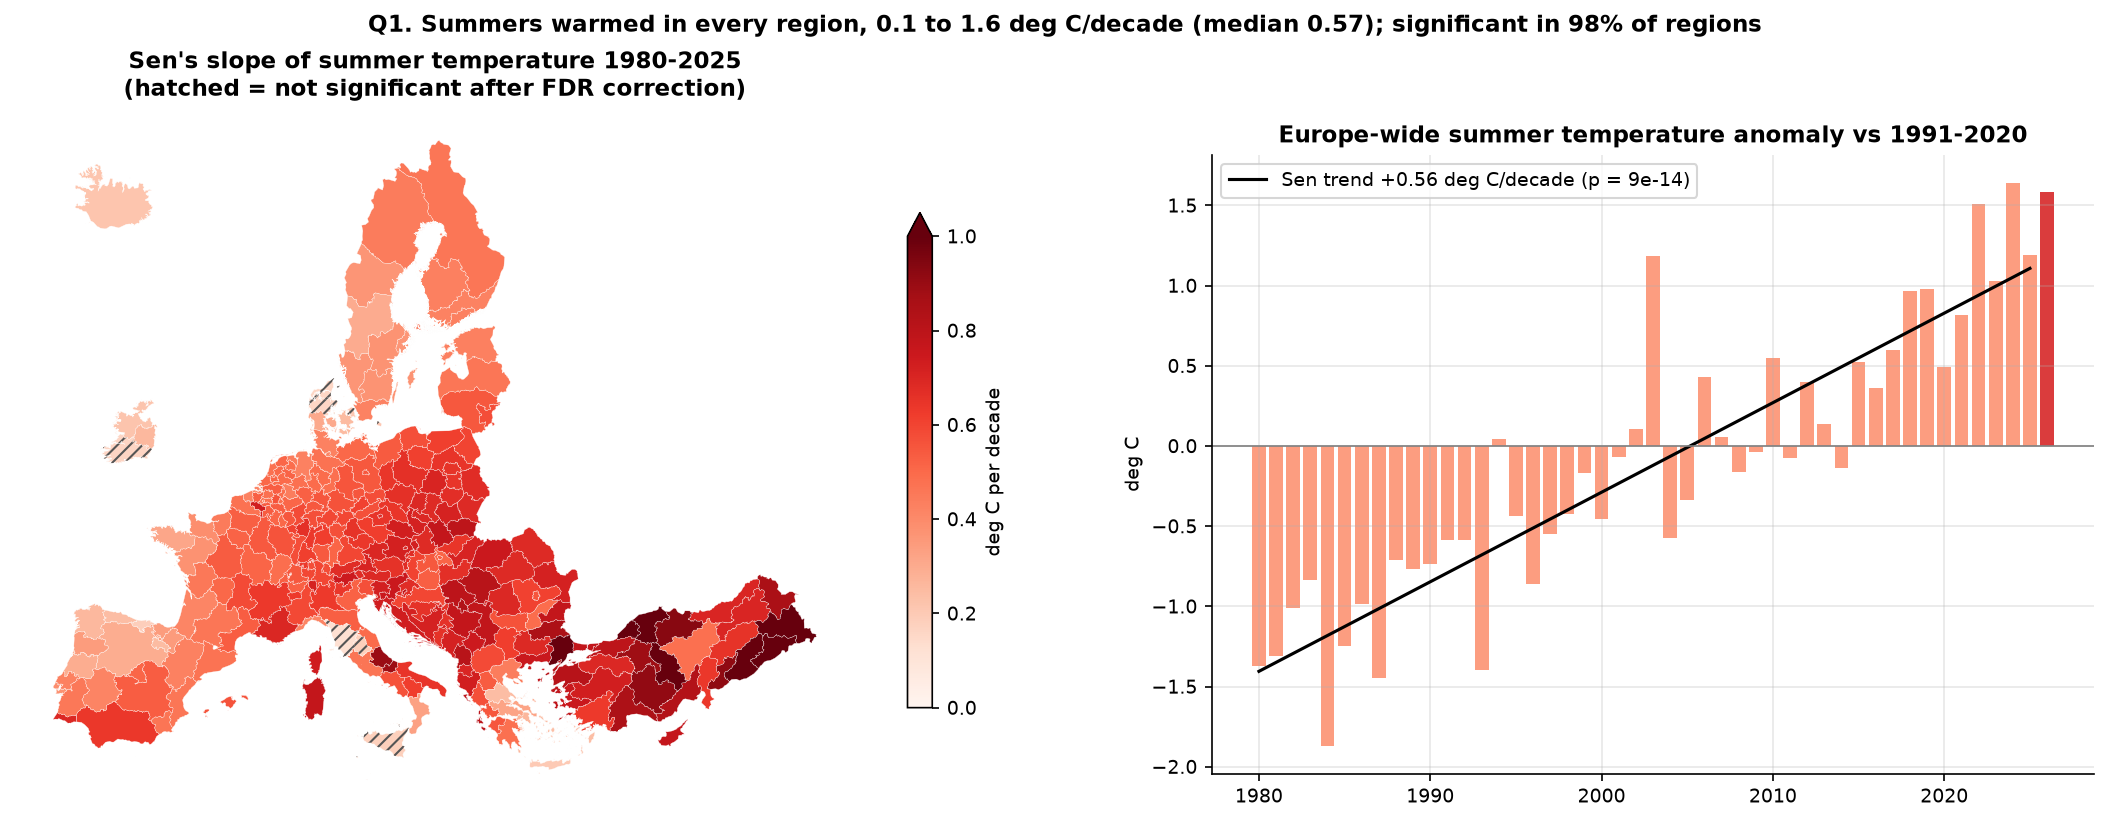 Q1. Summers warmed in every region, 0.1 to 1.6 deg C/decade (median 0.57); significant in 98% of regions
Sen's slope of summer temperature 1980-2025
(hatched = not significant after FDR correction)
1.0
0.8
0.6
0.4
0.2
0.0
deg C per decade
Europe-wide summer temperature anomaly vs 1991-2020
Sen trend +0.56 deg C/decade (p = 9e-14)
deg C
1.5
1.0
0.5
0.0
−0.5
−1.0
−1.5
−2.0
1980
1990
2000
2010
2020